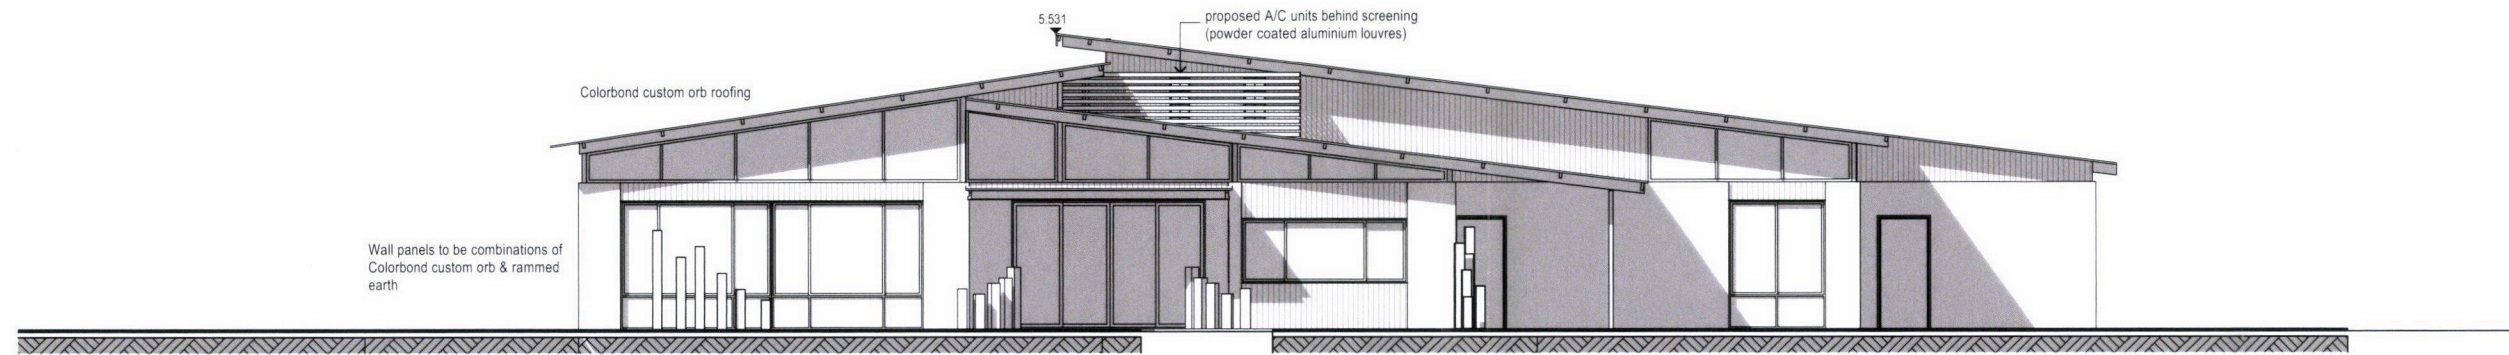 5.531
proposed A/C units behind screening
(powder coated aluminium louvres)
Colorbond custom orb roofing
Wall panels to be combinations of
Colorbond custom orb & rammed
earth